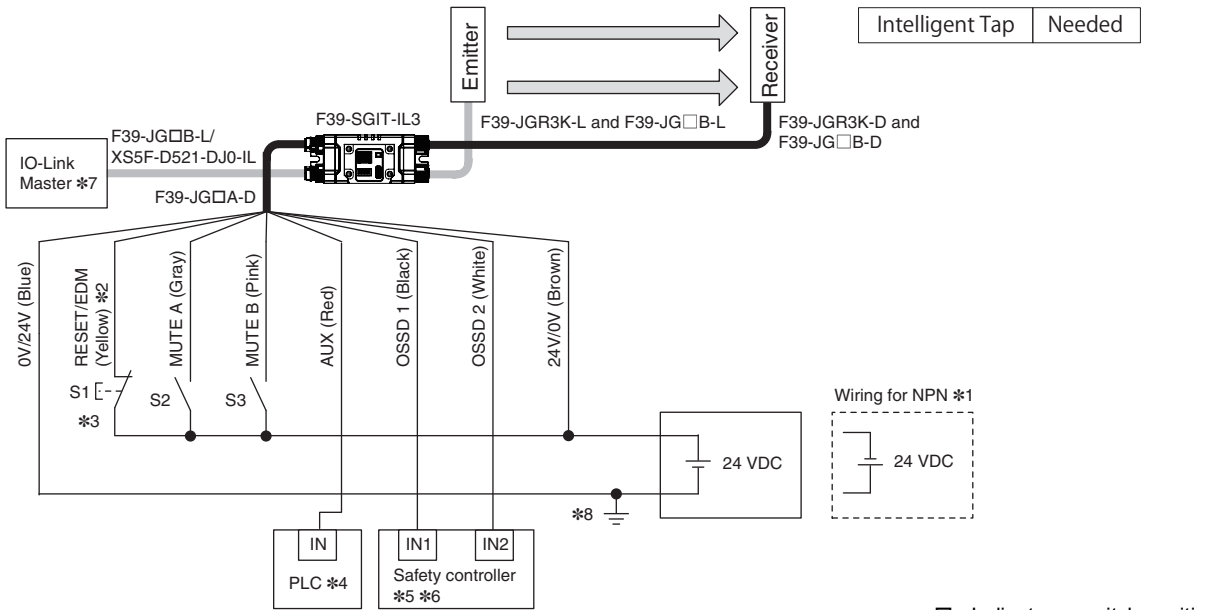 Emitter
Receiver
Intelligent Tap Needed
F39-SGIT-IL3
F39-JGR3K-L and F39-JG□B-L
F39-JGR3K-D and
F39-JG□B-D
F39-JG□B-L/
XS5F-D521-DJ0-IL
IO-Link
Master *7
F39-JG□A-D
0V/24V (Blue)
RESET/EDM
(Yellow) *2
MUTE A (Gray)
MUTE B (Pink)
AUX (Red)
OSSD 1 (Black)
OSSD 2 (White)
24V/0V (Brown)
S1
*3
S2
S3
Wiring for NPN *1
24 VDC
24 VDC
*8
IN
PLC *4
IN1
IN2
Safety controller
*5 *6